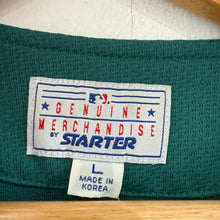 GENUINE
MERCHANDISE
BY STARTER
L
MADE IN
KOREA